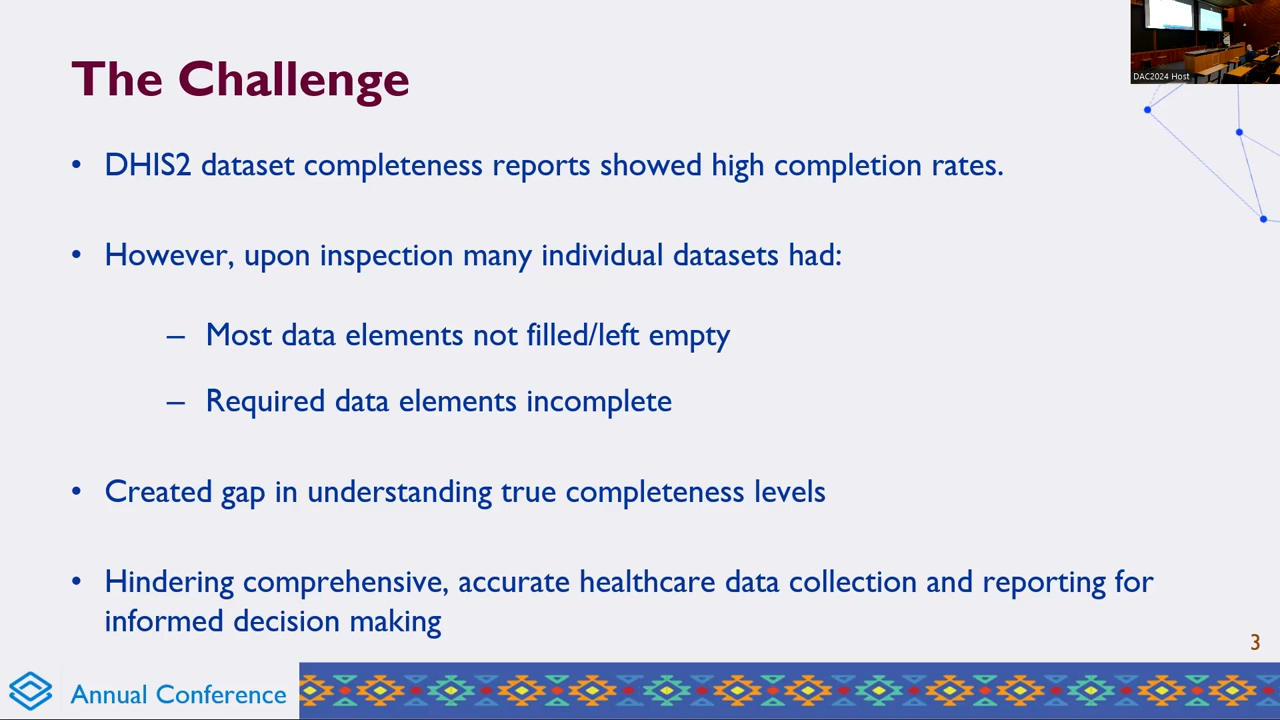 DAC2024 Host
The Challenge
• DHIS2 dataset completeness reports showed high completion rates.
• However, upon inspection many individual datasets had:
– Most data elements not filled/left empty
– Required data elements incomplete
• Created gap in understanding true completeness levels
• Hindering comprehensive, accurate healthcare data collection and reporting for
informed decision making
3
Annual Conference